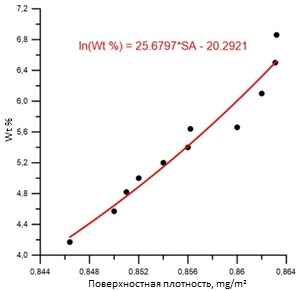 7,2
ln(Wt %) = 25.6797*SA - 20.2921
6,8
6,4
6,0
Wt %
5,6
5,2
4,8
4,4
4,0
0,844 0,848 0,852 0,856 0,86 0,864
Поверхностная плотность, mg/m²